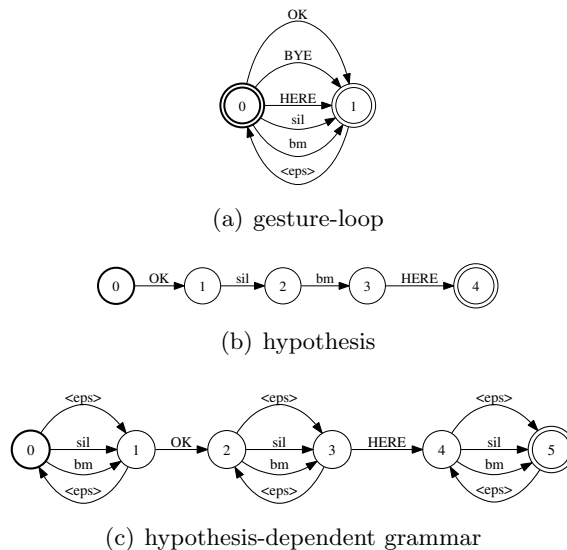 OK
BYE
0 HERE 1
sil
bm
<eps>
(a) gesture-loop
0 OK 1 sil 2 bm 3 HERE 4
(b) hypothesis
<eps> <eps> <eps>
0 sil 1 OK 2 sil 3 HERE 4 sil 5
bm bm bm
<eps> <eps> <eps>
(c) hypothesis-dependent grammar